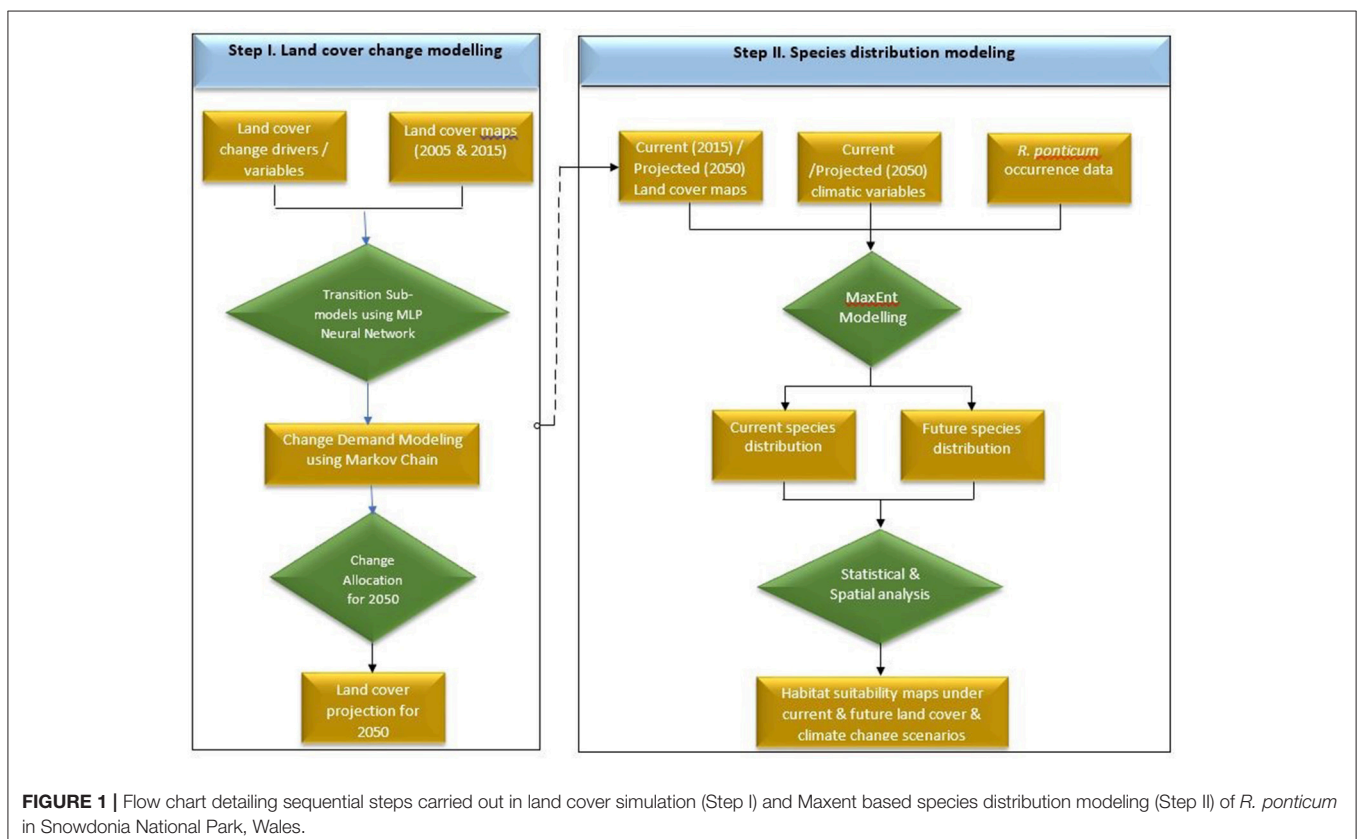 Step I. Land cover change modelling
Land cover
change drivers /
variables
Land cover maps
(2005 & 2015)
Transition Sub-
models using MLP
Neural Network
Change Demand Modeling
using Markov Chain
Change
Allocation
for 2050
Land cover
projection for
2050
Step II. Species distribution modeling
Current (2015) /
Projected (2050)
Land cover maps
Current
/Projected (2050)
climatic variables
R. ponticum
occurrence data
MaxEnt
Modelling
Current species
distribution
Future species
distribution
Statistical &
Spatial analysis
Habitat suitability maps under
current & future land cover &
climate change scenarios
FIGURE 1 | Flow chart detailing sequential steps carried out in land cover simulation (Step I) and Maxent based species distribution modeling (Step II) of R. ponticum
in Snowdonia National Park, Wales.